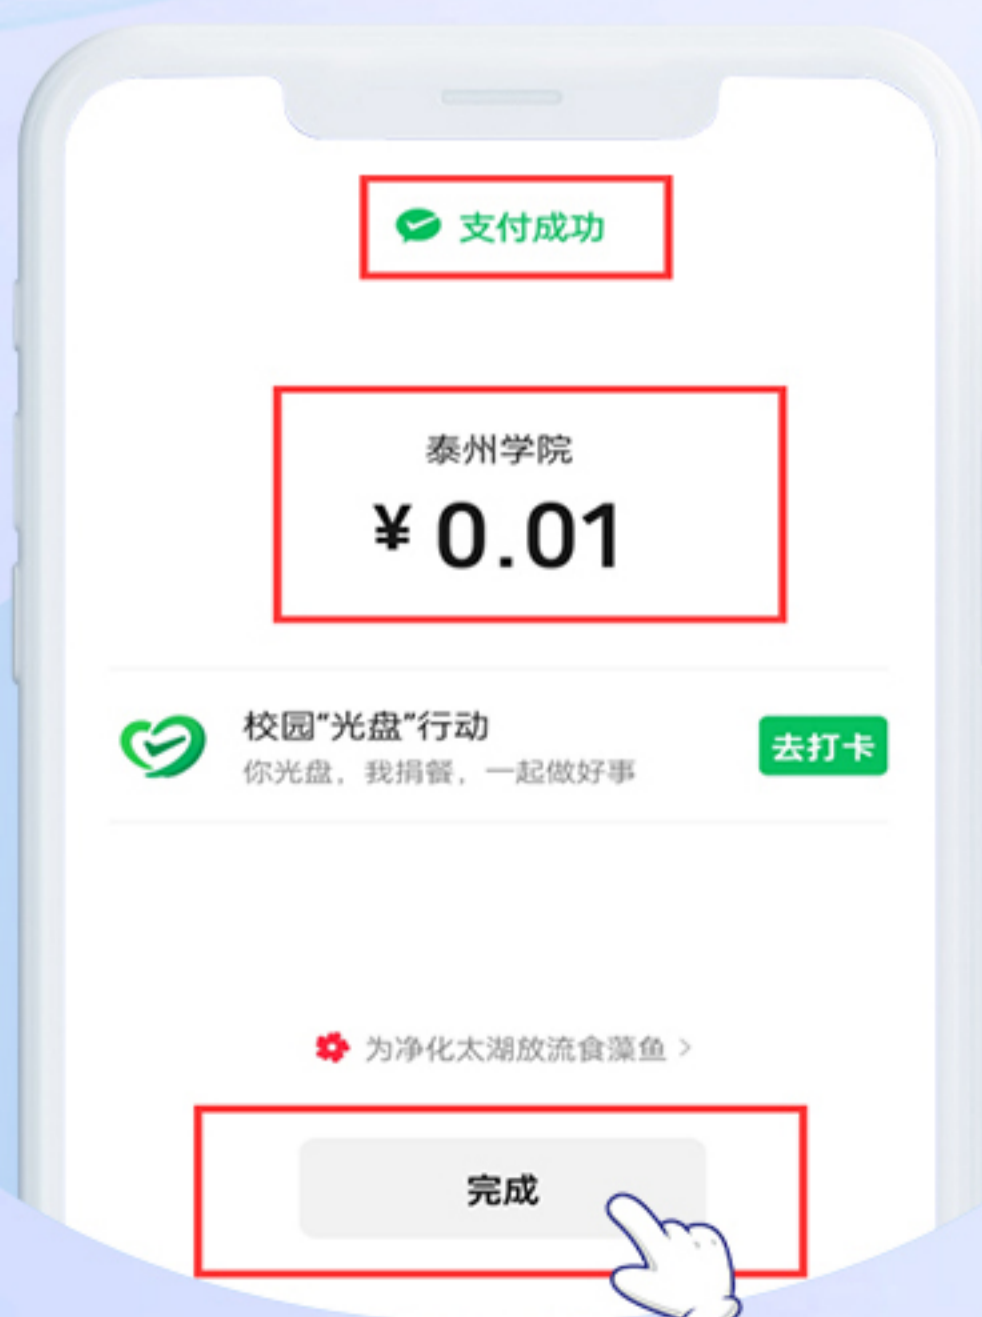 支付成功
泰州学院
¥0.01
校园“光盘”行动
你光盘，我捐餐，一起做好事
去打卡
为净化太湖放流食藻鱼 >
完成